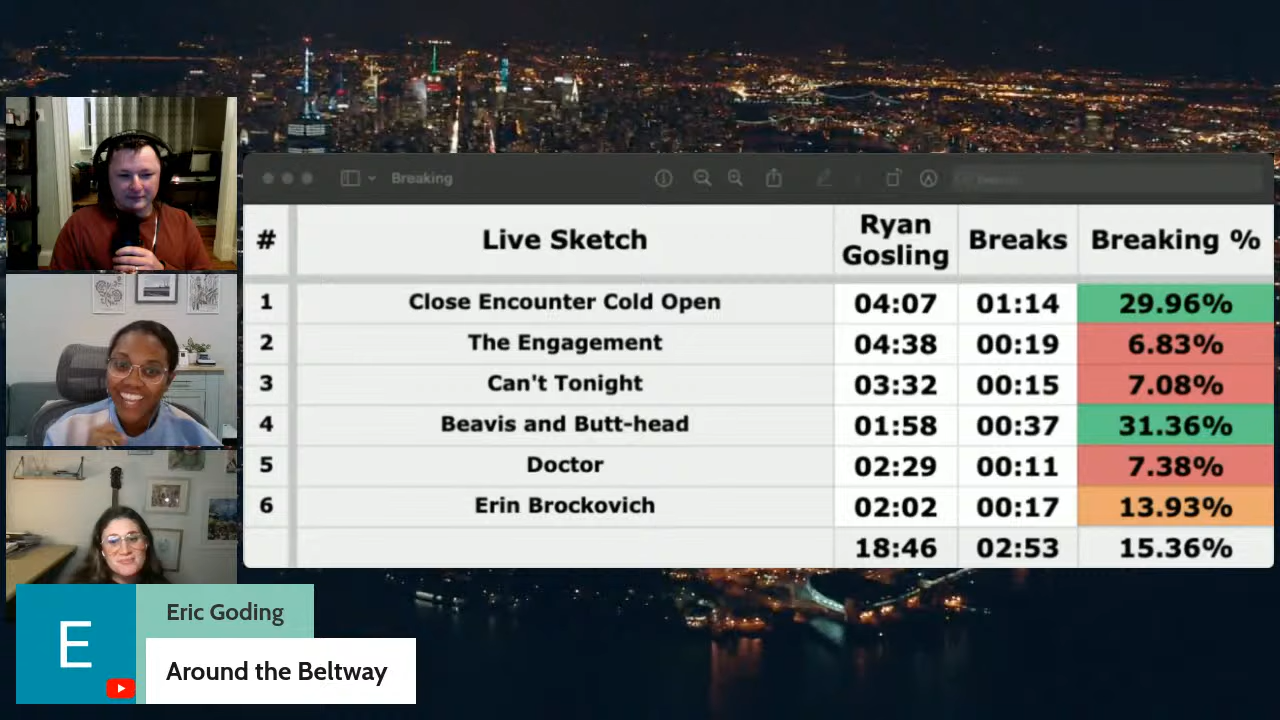 Breaking
# Live Sketch Ryan Gosling Breaks Breaking %
1 Close Encounter Cold Open 04:07 01:14 29.96%
2 The Engagement 04:38 00:19 6.83%
3 Can't Tonight 03:32 00:15 7.08%
4 Beavis and Butt-head 01:58 00:37 31.36%
5 Doctor 02:29 00:11 7.38%
6 Erin Brockovich 02:02 00:17 13.93%
18:46 02:53 15.36%
E
Eric Goding
Around the Beltway